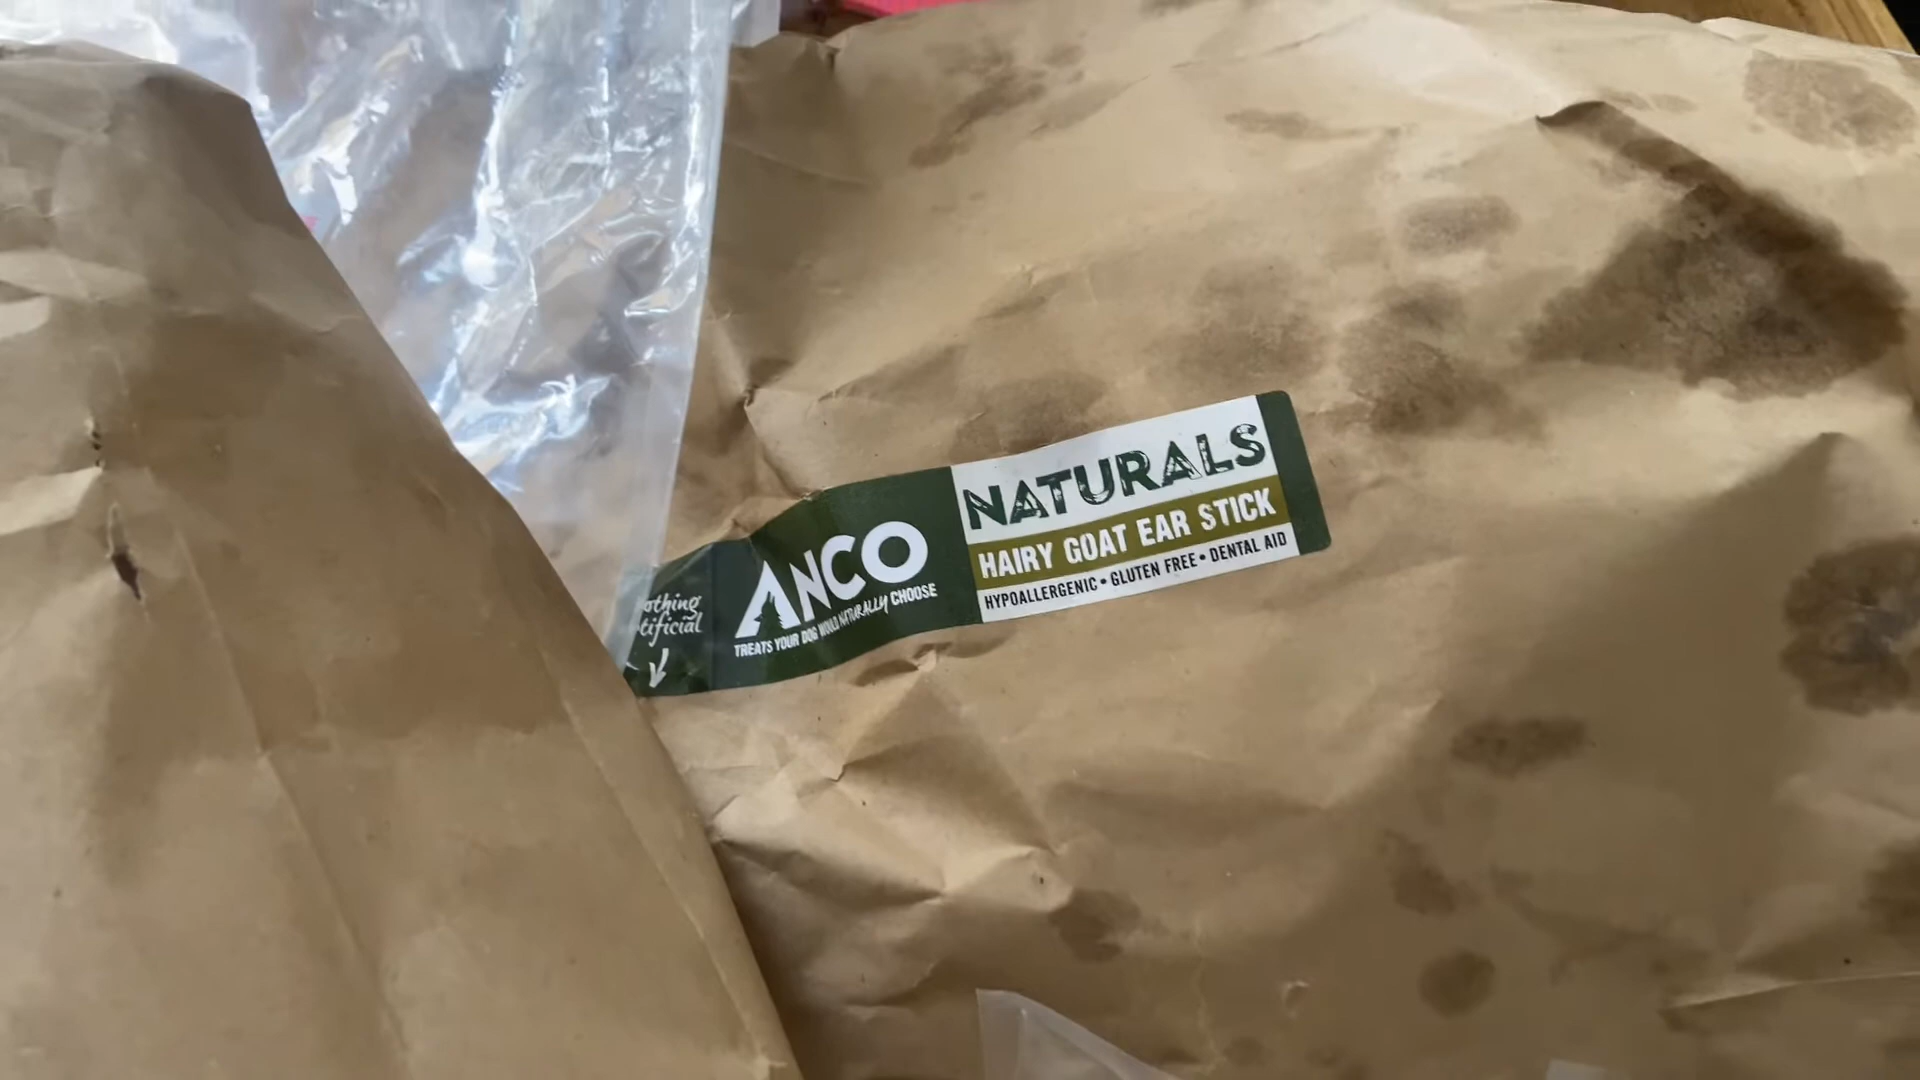 ANCO
TREATS YOUR DOG WOULD NATURALLY CHOOSE
NATURALS
HAIRY GOAT EAR STICK
HYPOALLERGENIC • GLUTEN FREE • DENTAL AID